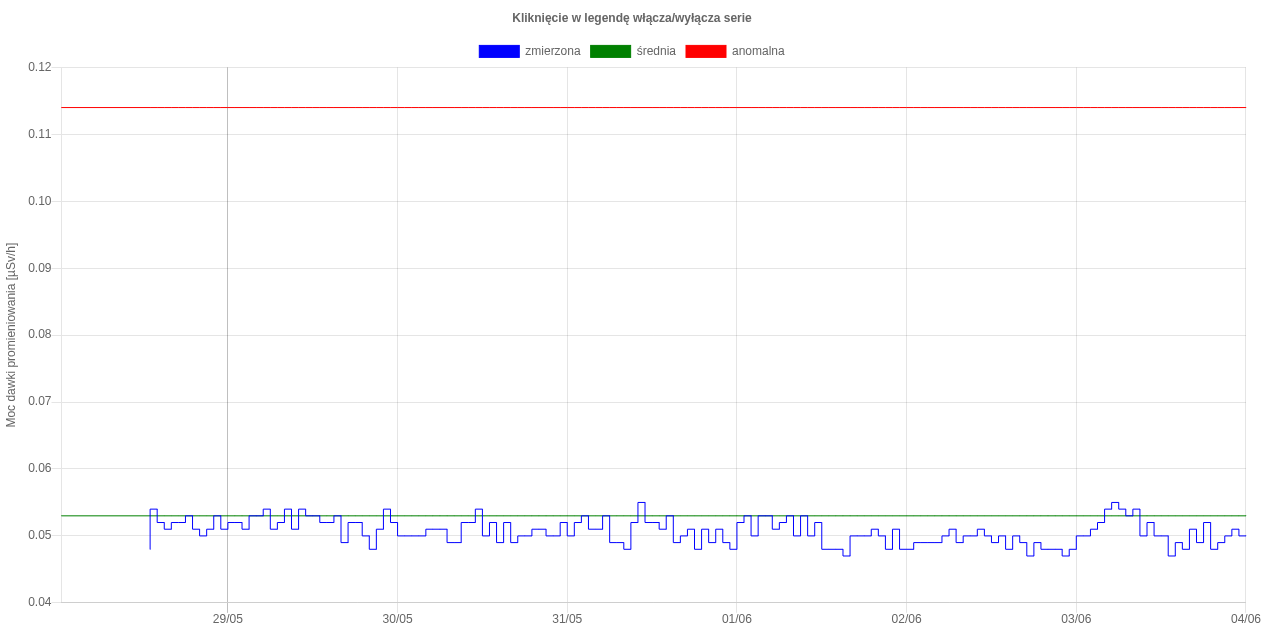 Kliknięcie w legendę włącza/wyłącza serie
zmierzona średnia anomalna
Moc dawki promieniowania [µSv/h]
0.12
0.11
0.10
0.09
0.08
0.07
0.06
0.05
0.04
29/05 30/05 31/05 01/06 02/06 03/06 04/06